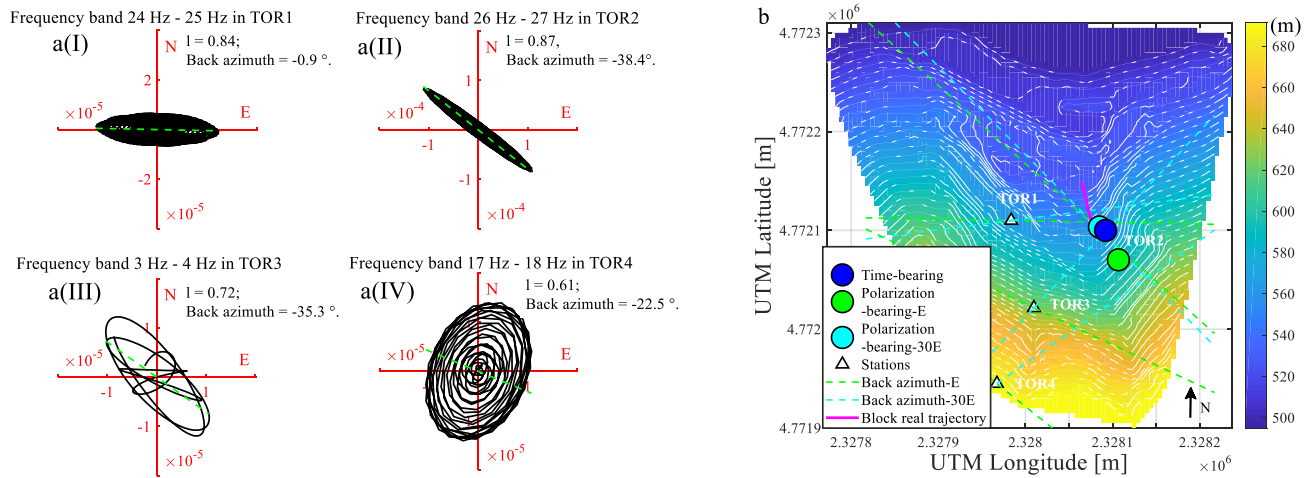 Frequency band 24 Hz - 25 Hz in TOR1
a(I)
N
l = 0.84;
Back azimuth = -0.9 °.
2
×10⁻⁵
E
-2
2
-2
×10⁻⁵
Frequency band 26 Hz - 27 Hz in TOR2
a(II)
N
l = 0.87,
Back azimuth = -38.4°.
1
×10⁻⁴
E
-1
1
-1
×10⁻⁴
Frequency band 3 Hz - 4 Hz in TOR3
a(III)
N
l = 0.72;
Back azimuth = -35.3 °.
1
×10⁻⁵
E
-1
1
-1
×10⁻⁵
Frequency band 17 Hz - 18 Hz in TOR4
a(IV)
N
l = 0.61;
Back azimuth = -22.5 °.
1
×10⁻⁵
E
-1
1
-1
×10⁻⁵
b
×10⁶
(m)
4.7723
4.7722
4.7721
4.772
4.7719
UTM Latitude [m]
TOR1
TOR2
TOR3
TOR4
Time-bearing
Polarization
-bearing-E
Polarization
-bearing-30E
Stations
Back azimuth-E
Back azimuth-30E
Block real trajectory
N
2.3278
2.3279
2.328
2.3281
2.3282
×10⁶
UTM Longitude [m]
680
660
640
620
600
580
560
540
520
500